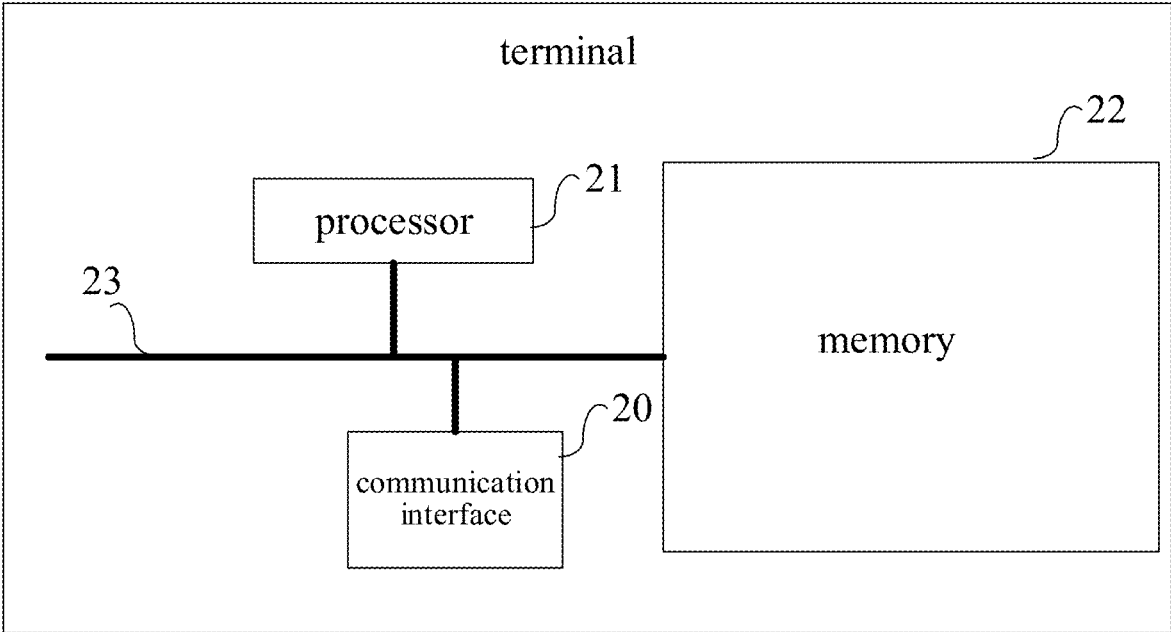 terminal
22
21
processor
23
memory
20
communication
interface